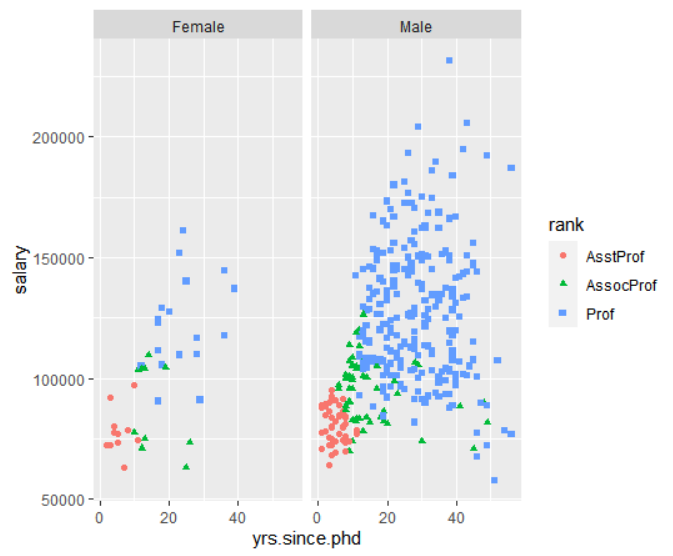 Female Male
200000
150000
100000
50000
salary
0 20 40 0 20 40
yrs.since.phd
rank
AsstProf
AssocProf
Prof